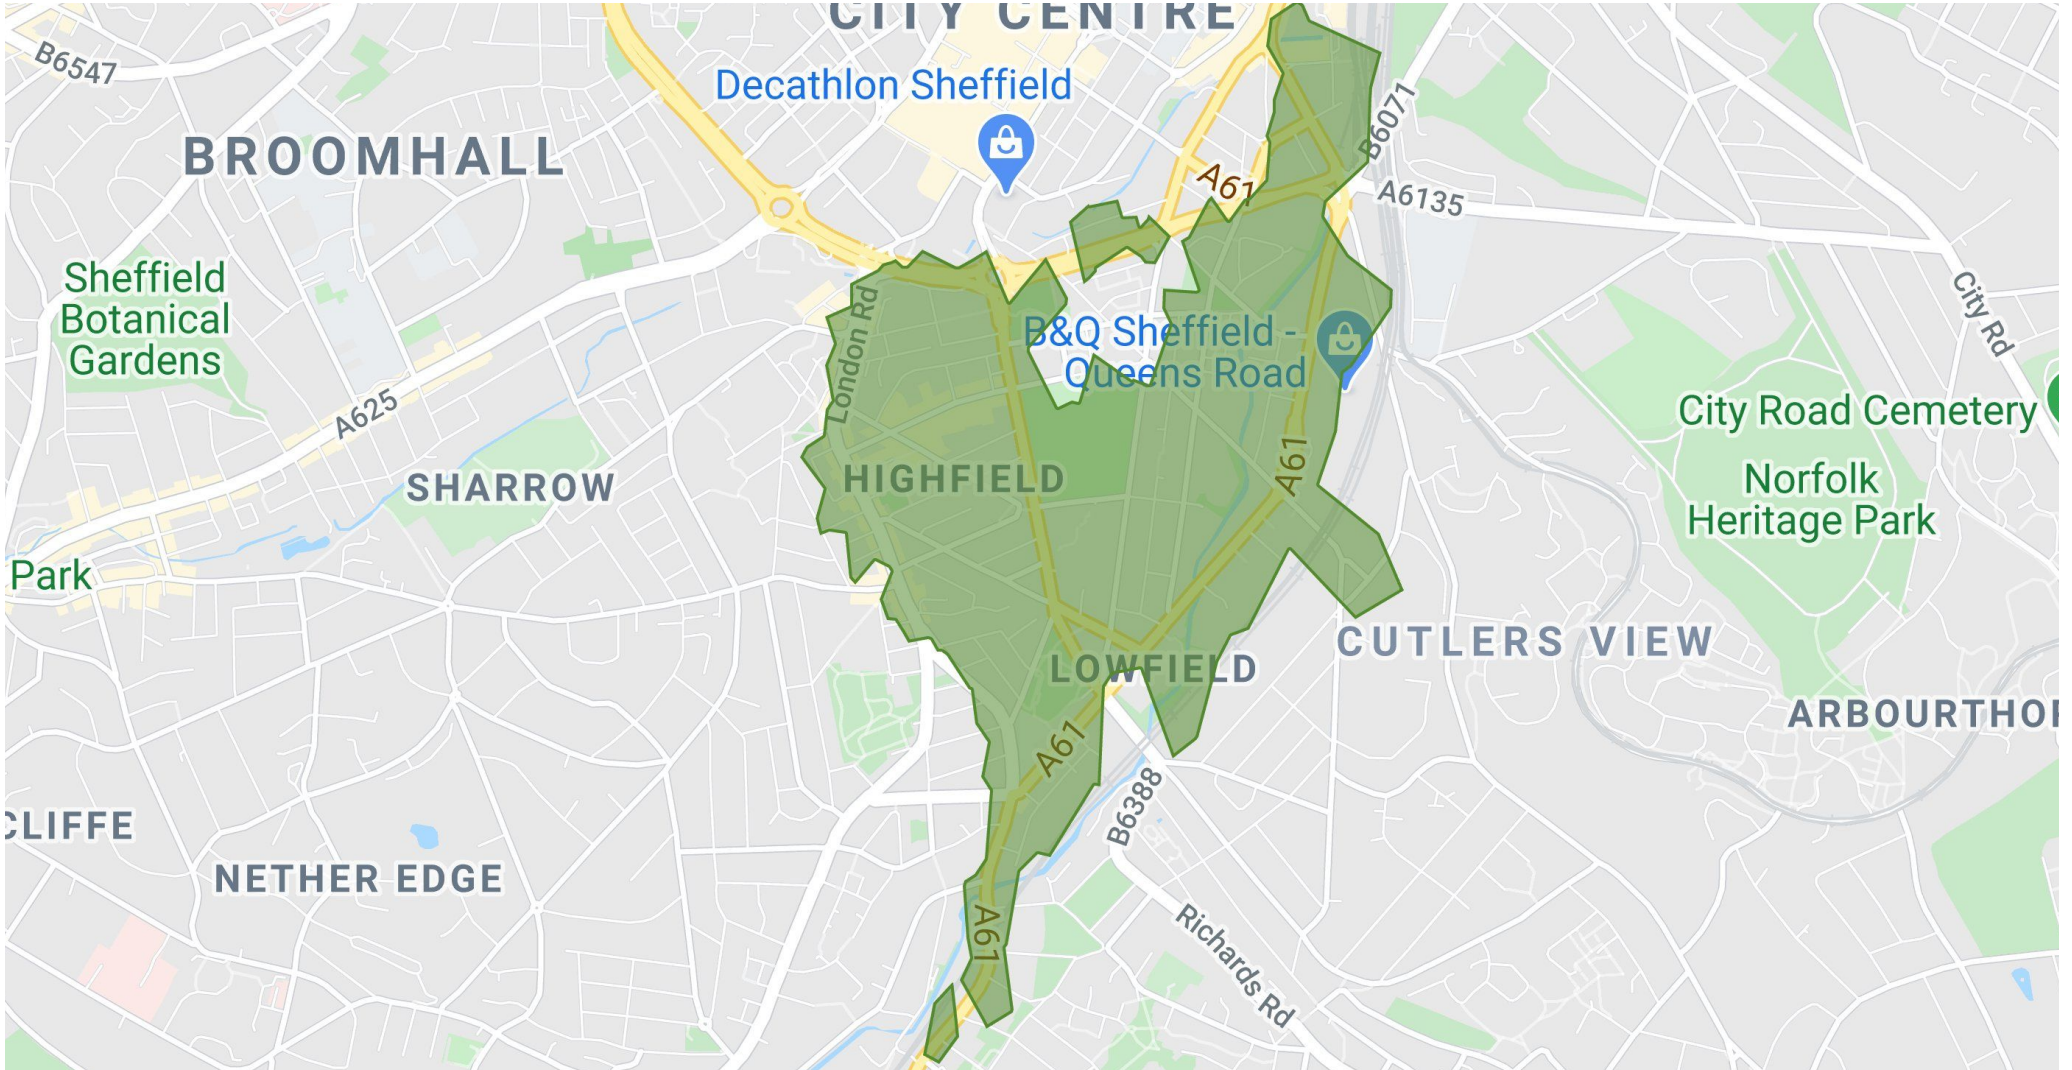 CITY CENTRE
B6547
Decathlon Sheffield
B6071
BROOMHALL
A61
A6135
Sheffield
Botanical
Gardens
City Rd
London Rd
B&Q Sheffield -
Queens Road
A625
City Road Cemetery
A61
HIGHFIELD
SHARROW
Norfolk
Heritage Park
Park
CUTLERS VIEW
LOWFIELD
ARBOURTHOR
A61
B6388
CLIFFE
NETHER EDGE
A61
Richards Rd